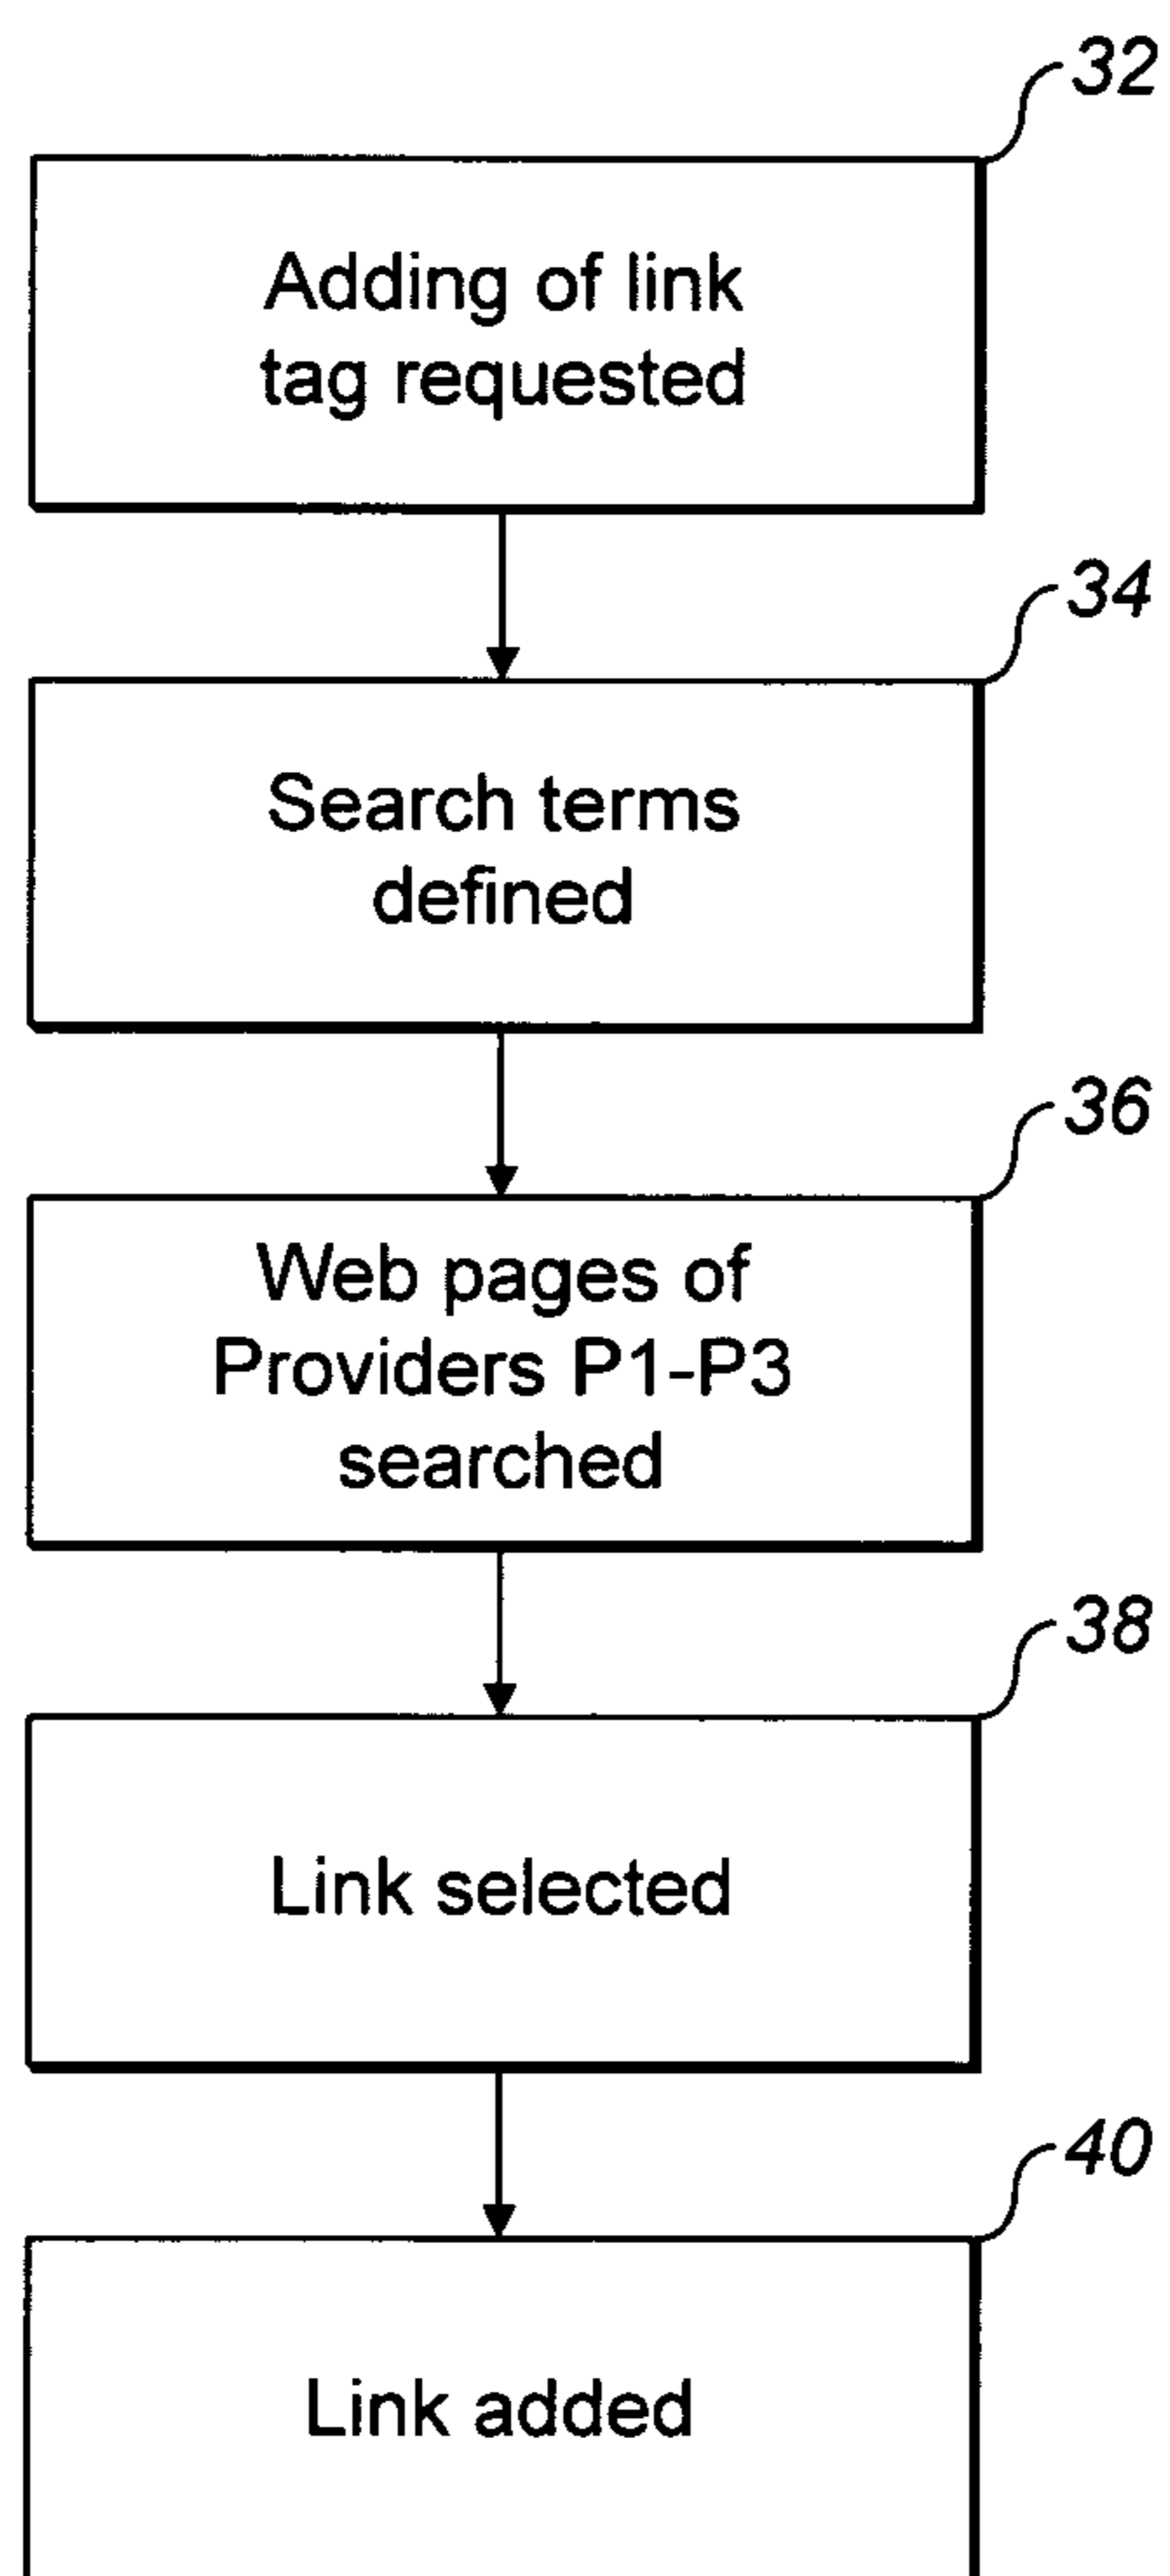 32
Adding of link
tag requested
34
Search terms
defined
36
Web pages of
Providers P1-P3
searched
38
Link selected
40
Link added